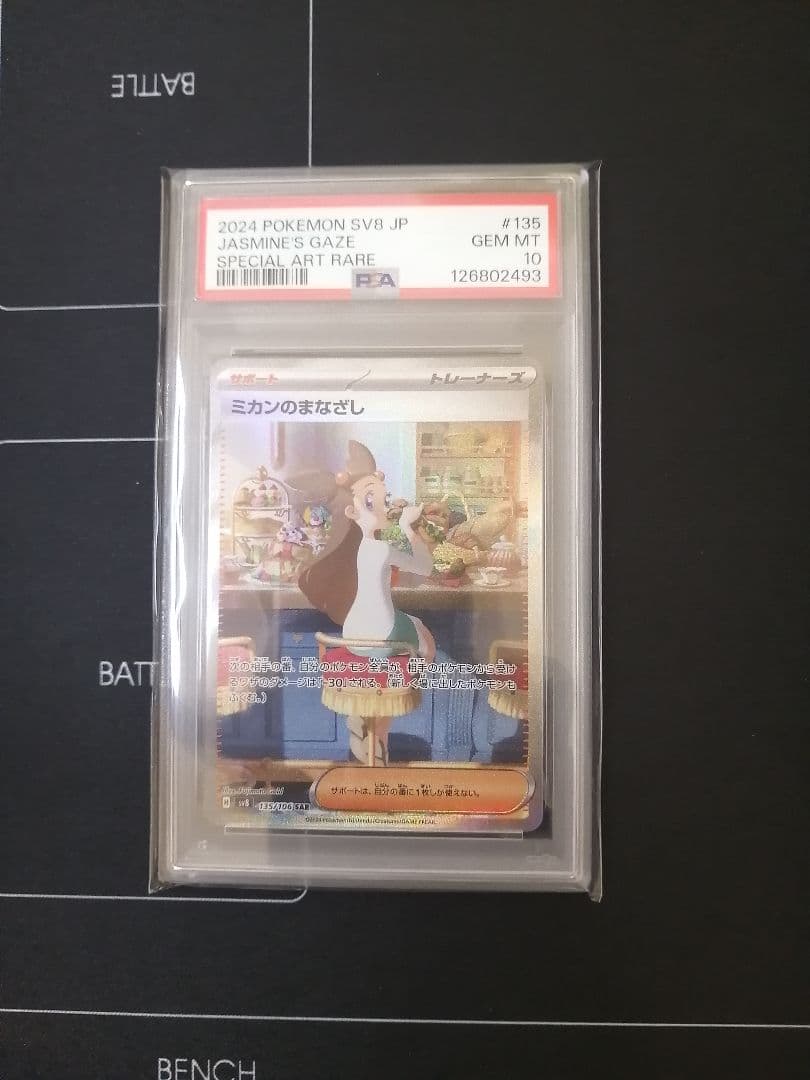 BATTLE
2024 POKEMON SV8 JP #135
JASMINE'S GAZE GEM MT
SPECIAL ART RARE 10
PSA 126802493
サポート トレーナーズ
ミカンのまなざし
BATT
次の相手の番、自分のポケモン全員が、相手のポケモンから受け
るワザのダメージは「-30」される。（新しく場に出したポケモンも
ふくむ。）
サポートは、自分の番に1枚しか使えない。
H sv8 135/106 SAR
BENCH